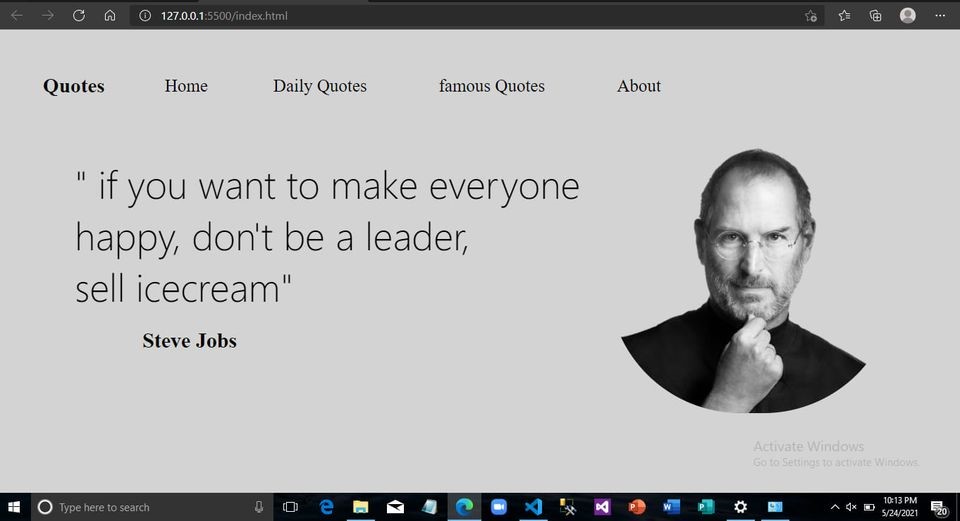 127.0.0.1:5500/index.html
Quotes Home Daily Quotes famous Quotes About
" if you want to make everyone
happy, don't be a leader,
sell icecream"
Steve Jobs
Activate Windows
Go to Settings to activate Windows.
Type here to search
10:13 PM
5/24/2021
20